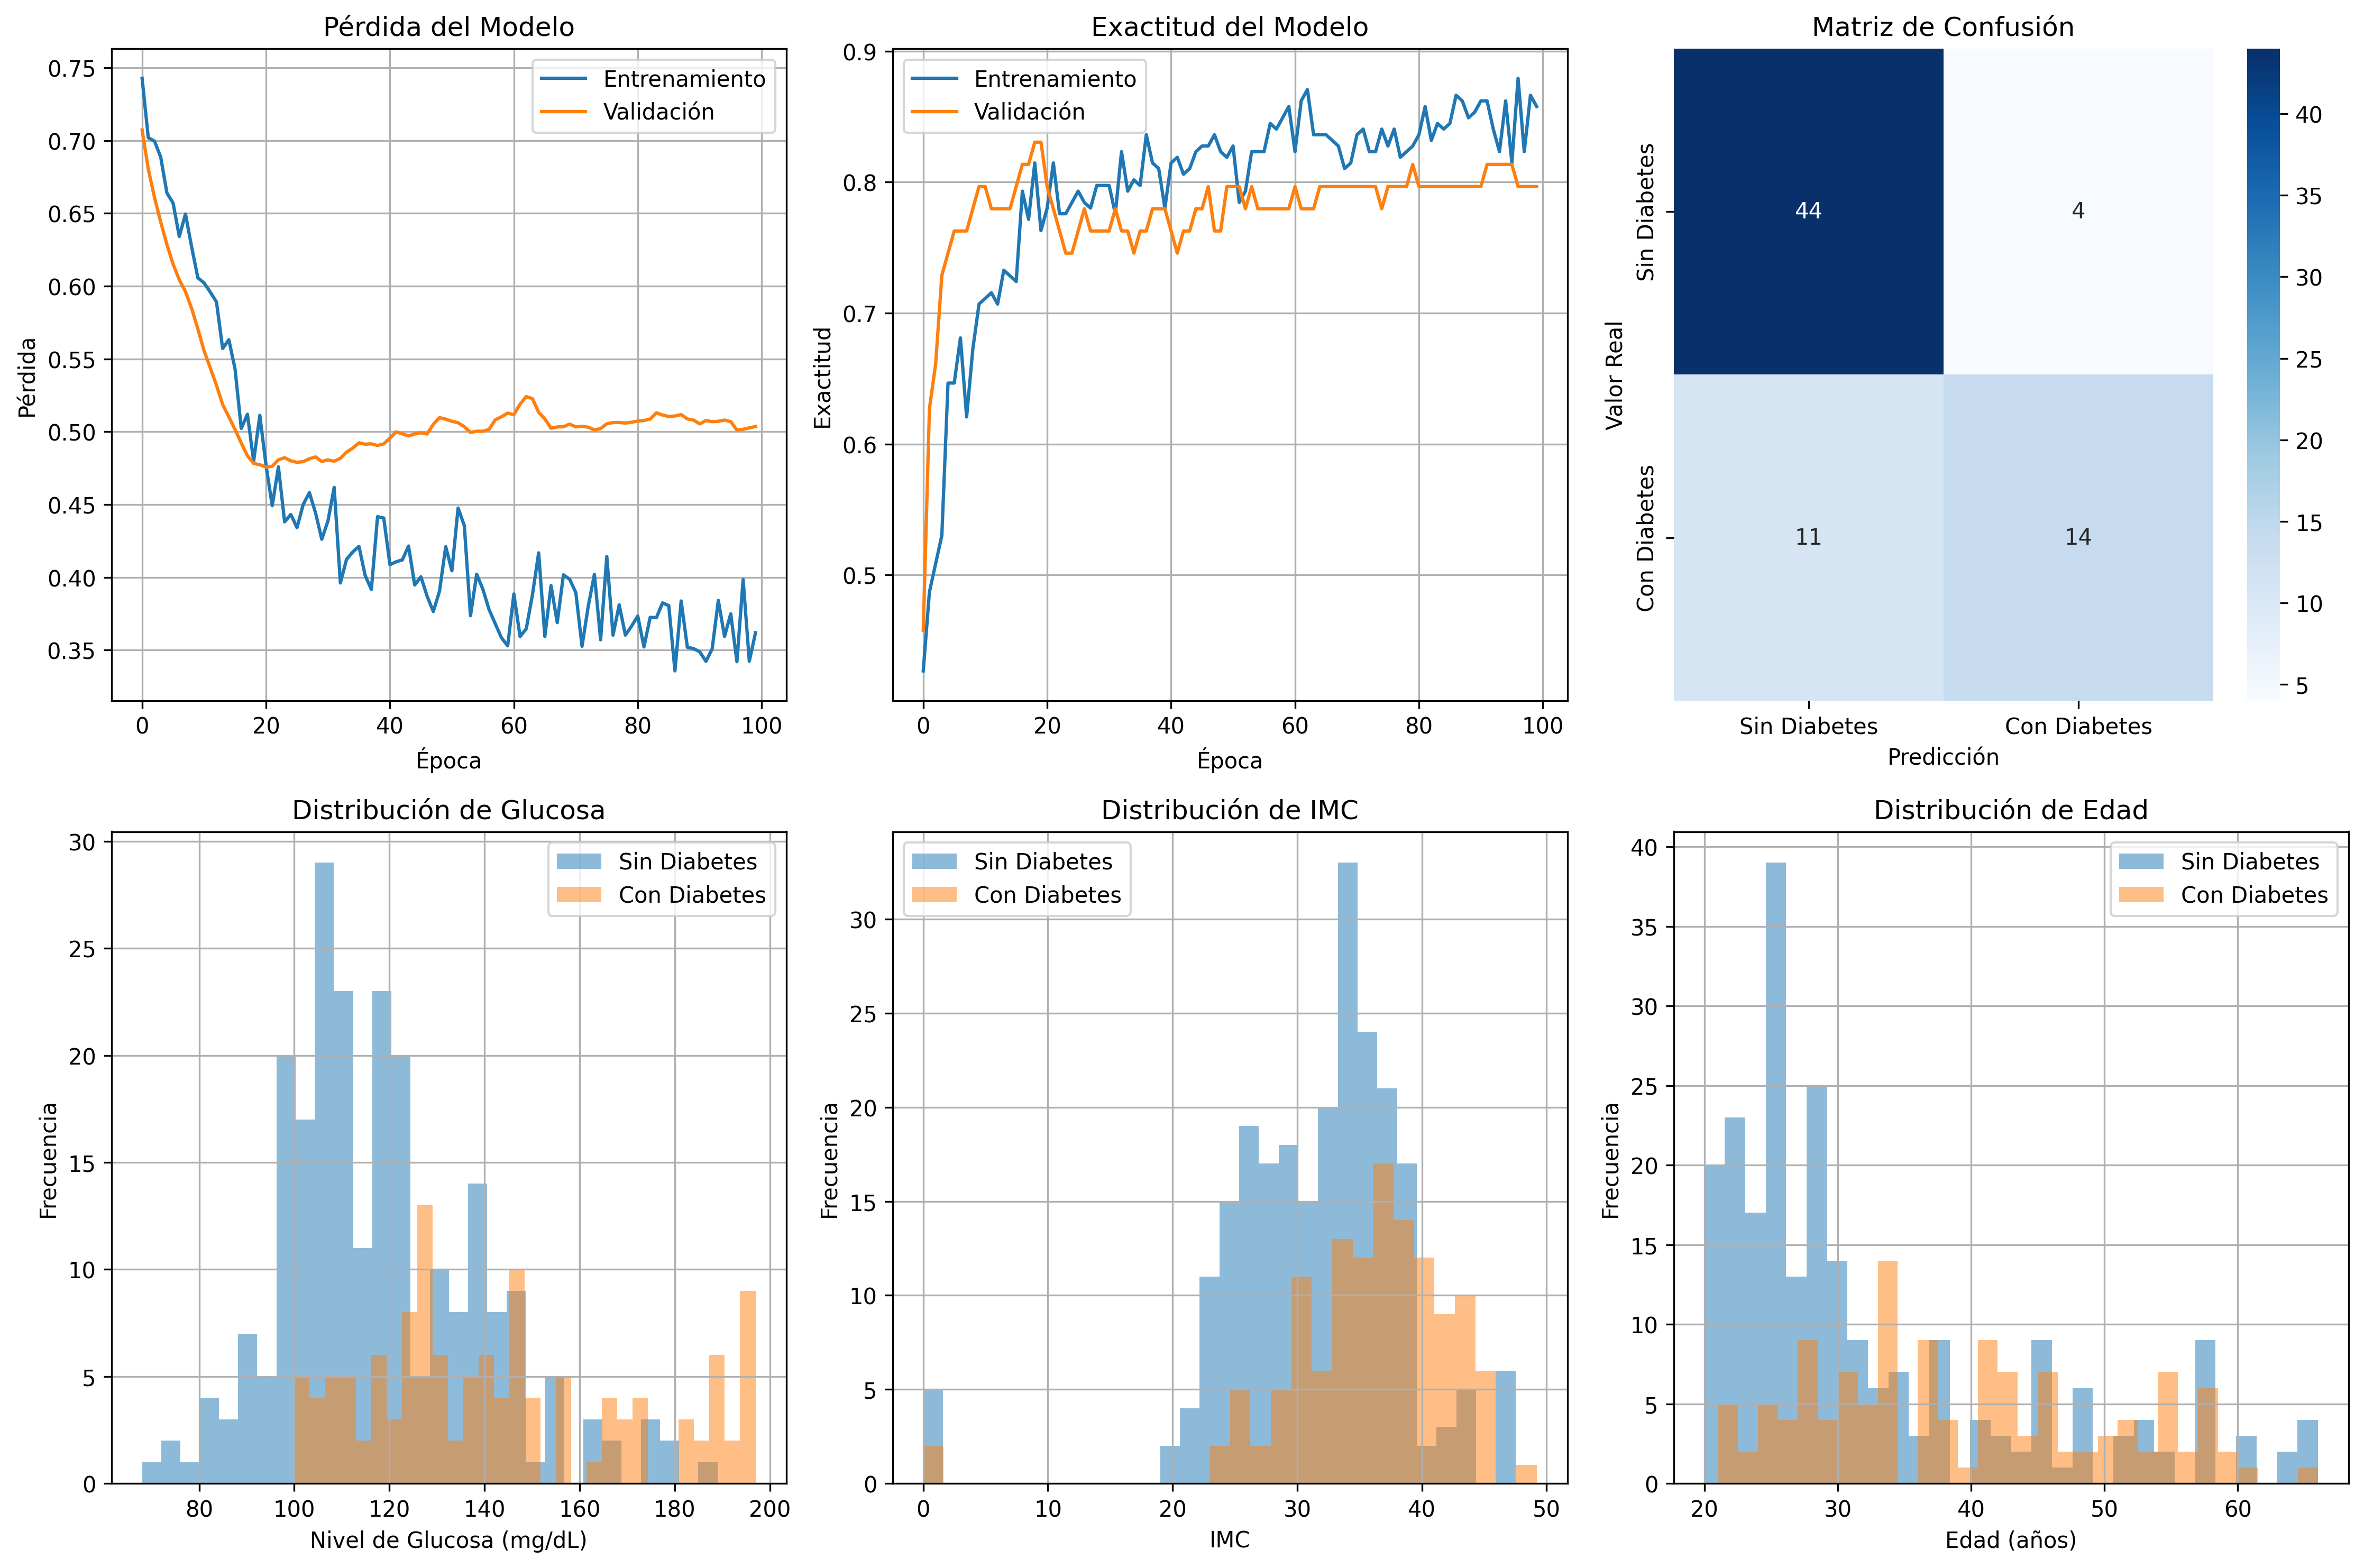 Pérdida del Modelo
0.75
0.70
0.65
0.60
0.55
0.50
0.45
0.40
0.35
Pérdida
Entrenamiento
Validación
0
20
40
60
80
100
Época
Exactitud del Modelo
0.9
0.8
0.7
0.6
0.5
Exactitud
Entrenamiento
Validación
0
20
40
60
80
100
Época
Matriz de Confusión
Valor Real
Sin Diabetes
Con Diabetes
44
4
11
14
Sin Diabetes
Con Diabetes
Predicción
40
35
30
25
20
15
10
5
Distribución de Glucosa
30
25
20
15
10
5
0
Frecuencia
Sin Diabetes
Con Diabetes
80
100
120
140
160
180
200
Nivel de Glucosa (mg/dL)
Distribución de IMC
30
25
20
15
10
5
0
Frecuencia
Sin Diabetes
Con Diabetes
0
10
20
30
40
50
IMC
Distribución de Edad
40
35
30
25
20
15
10
5
0
Frecuencia
Sin Diabetes
Con Diabetes
20
30
40
50
60
Edad (años)